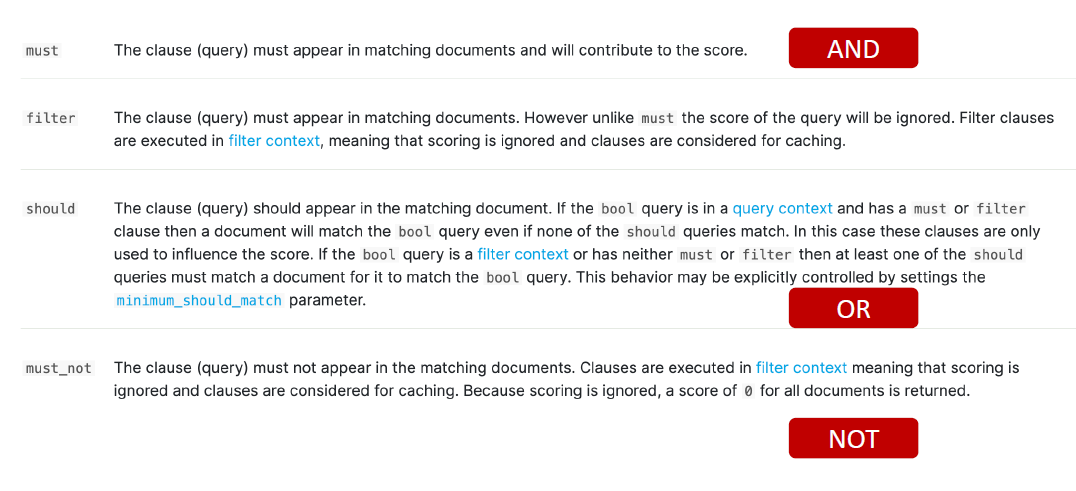 must The clause (query) must appear in matching documents and will contribute to the score. AND
filter The clause (query) must appear in matching documents. However unlike must the score of the query will be ignored. Filter clauses
are executed in filter context, meaning that scoring is ignored and clauses are considered for caching.
should The clause (query) should appear in the matching document. If the bool query is in a query context and has a must or filter
clause then a document will match the bool query even if none of the should queries match. In this case these clauses are only
used to influence the score. If the bool query is a filter context or has neither must or filter then at least one of the should
queries must match a document for it to match the bool query. This behavior may be explicitly controlled by settings the
minimum_should_match parameter.
OR
must_not The clause (query) must not appear in the matching documents. Clauses are executed in filter context meaning that scoring is
ignored and clauses are considered for caching. Because scoring is ignored, a score of 0 for all documents is returned.
NOT